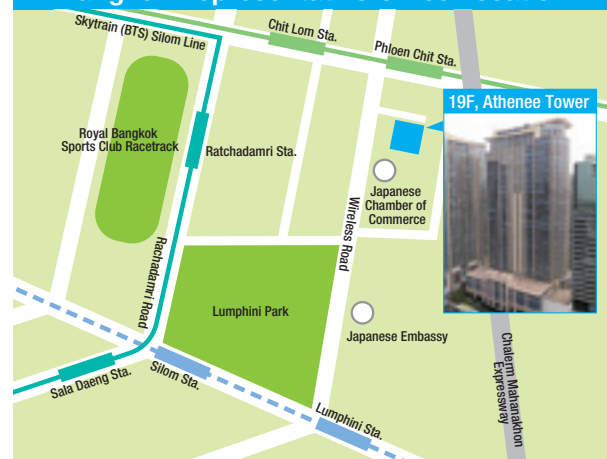 Skytrain (BTS) Silom Line
Chit Lom Sta.
Phloen Chit Sta.
19F, Athenee Tower
Royal Bangkok
Sports Club Racetrack
Ratchadamri Sta.
Japanese
Chamber of
Commerce
Wireless Road
Rachadamri Road
Lumphini Park
Japanese Embassy
Chalerm Mahanakhon
Expressway
Silom Sta.
Sala Daeng Sta.
Lumphini Sta.